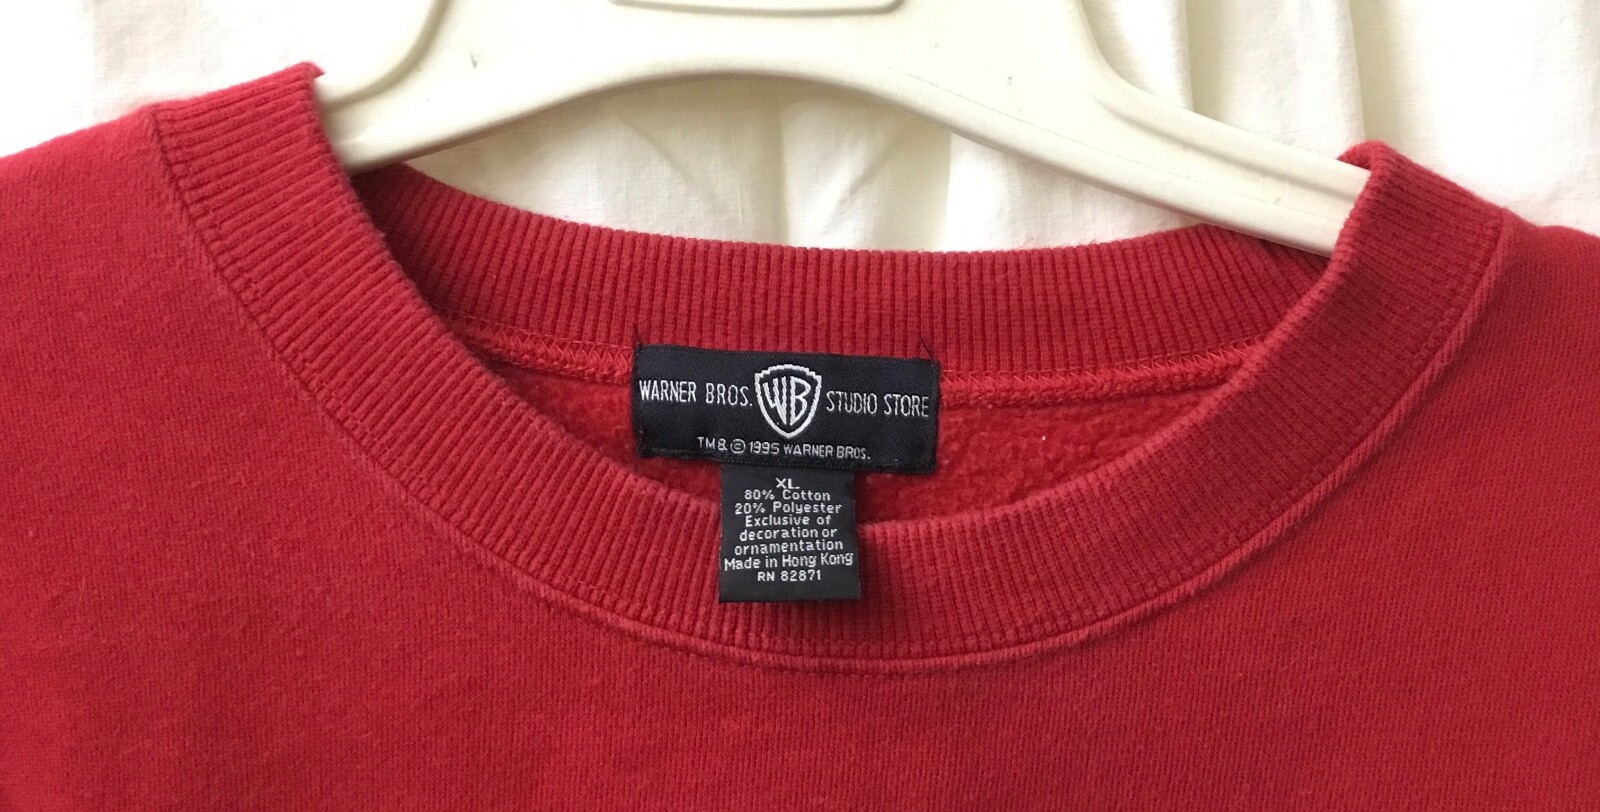 WARNER BROS. WB STUDIO STORE
TM & © 1995 WARNER BROS.
XL
80% Cotton
20% Polyester
Exclusive of
decoration or
ornamentation
Made in Hong Kong
RN 82871